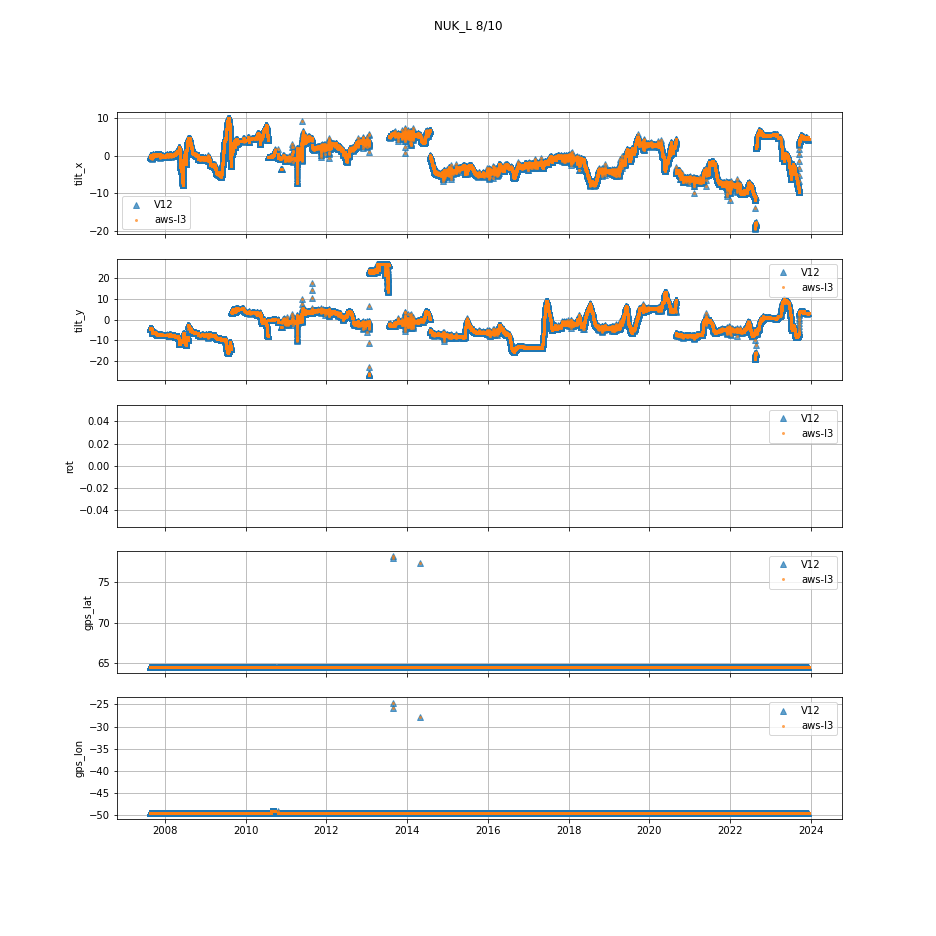 NUK_L 8/10
10
0
−10
−20
tilt_x
V12
aws-l3
20
10
0
−10
−20
tilt_y
V12
aws-l3
0.04
0.02
0.00
−0.02
−0.04
rot
V12
aws-l3
75
70
65
gps_lat
V12
aws-l3
−25
−30
−35
−40
−45
−50
gps_lon
V12
aws-l3
2008 2010 2012 2014 2016 2018 2020 2022 2024